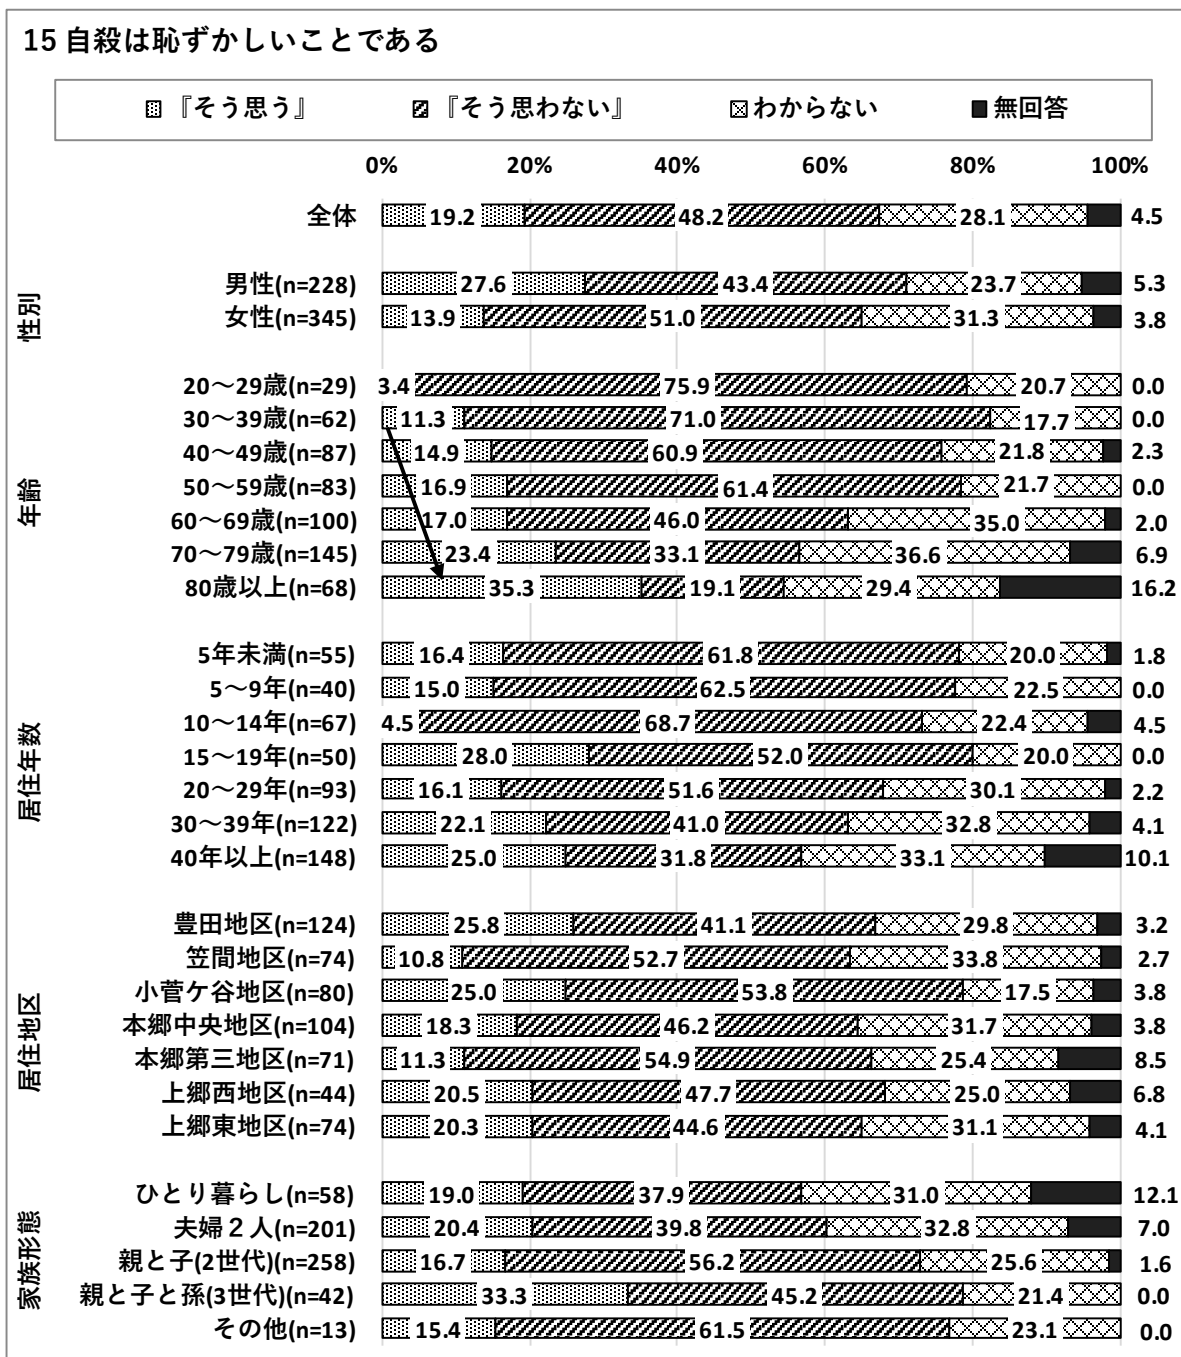 15 自殺は恥ずかしいことである
『そう思う』 『そう思わない』 わからない 無回答
0% 20% 40% 60% 80% 100%
全体 19.2 48.2 28.1 4.5
性別
男性(n=228) 27.6 43.4 23.7 5.3
女性(n=345) 13.9 51.0 31.3 3.8
年齢
20～29歳(n=29) 3.4 75.9 20.7 0.0
30～39歳(n=62) 11.3 71.0 17.7 0.0
40～49歳(n=87) 14.9 60.9 21.8 2.3
50～59歳(n=83) 16.9 61.4 21.7 0.0
60～69歳(n=100) 17.0 46.0 35.0 2.0
70～79歳(n=145) 23.4 33.1 36.6 6.9
80歳以上(n=68) 35.3 19.1 29.4 16.2
居住年数
5年未満(n=55) 16.4 61.8 20.0 1.8
5～9年(n=40) 15.0 62.5 22.5 0.0
10～14年(n=67) 4.5 68.7 22.4 4.5
15～19年(n=50) 28.0 52.0 20.0 0.0
20～29年(n=93) 16.1 51.6 30.1 2.2
30～39年(n=122) 22.1 41.0 32.8 4.1
40年以上(n=148) 25.0 31.8 33.1 10.1
居住地区
豊田地区(n=124) 25.8 41.1 29.8 3.2
笠間地区(n=74) 10.8 52.7 33.8 2.7
小菅ケ谷地区(n=80) 25.0 53.8 17.5 3.8
本郷中央地区(n=104) 18.3 46.2 31.7 3.8
本郷第三地区(n=71) 11.3 54.9 25.4 8.5
上郷西地区(n=44) 20.5 47.7 25.0 6.8
上郷東地区(n=74) 20.3 44.6 31.1 4.1
家族形態
ひとり暮らし(n=58) 19.0 37.9 31.0 12.1
夫婦２人(n=201) 20.4 39.8 32.8 7.0
親と子(2世代)(n=258) 16.7 56.2 25.6 1.6
親と子と孫(3世代)(n=42) 33.3 45.2 21.4 0.0
その他(n=13) 15.4 61.5 23.1 0.0